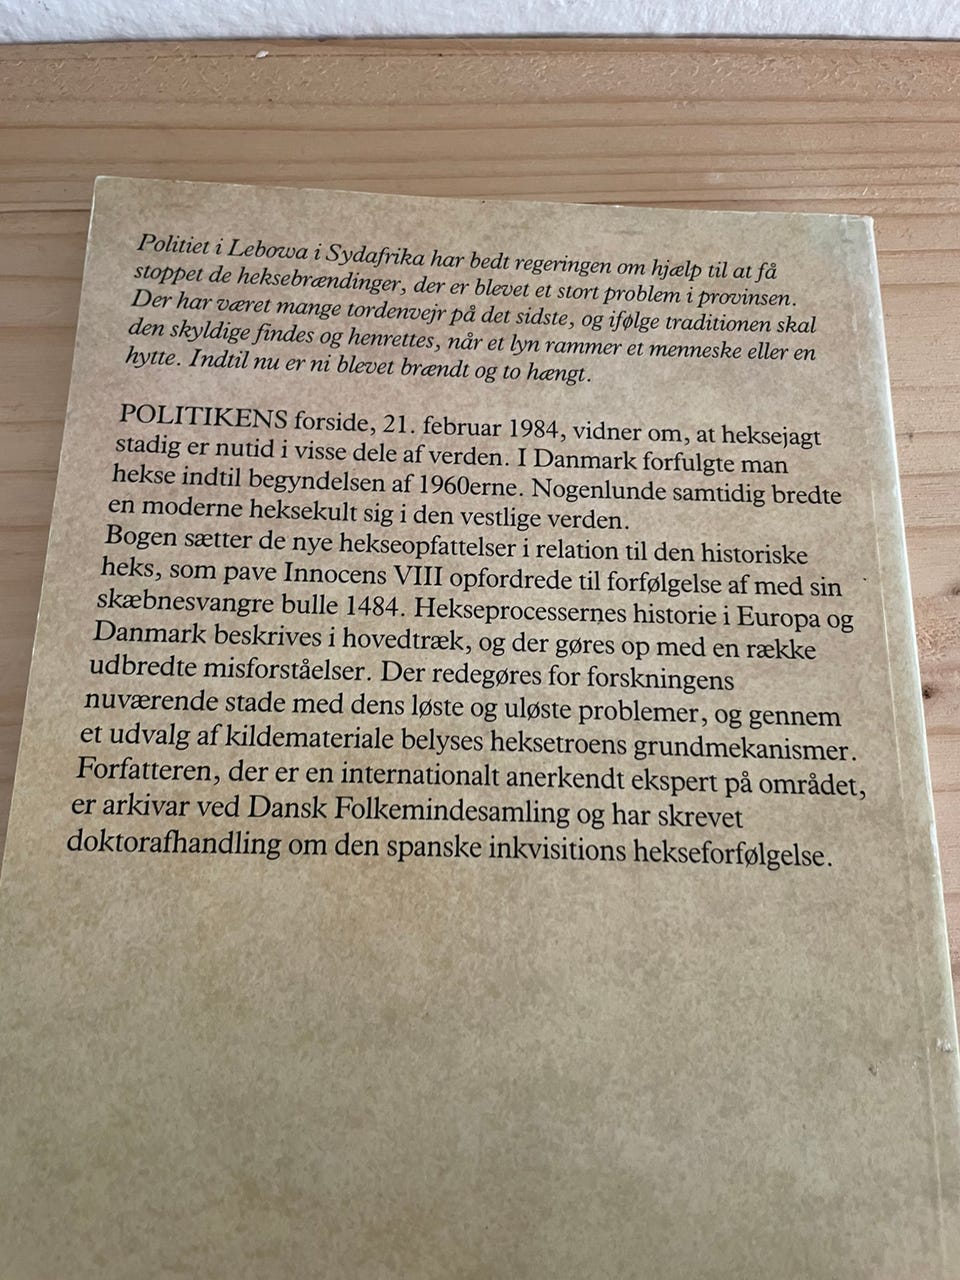 Politiet i Lebowa i Sydafrika har bedt regeringen om hjælp til at få
stoppet de heksebrændinger, der er blevet et stort problem i provinsen.
Der har været mange tordenvejr på det sidste, og ifølge traditionen skal
den skyldige findes og henrettes, når et lyn rammer et menneske eller en
hytte. Indtil nu er ni blevet brændt og to hængt.
POLITIKENS forside, 21. februar 1984, vidner om, at heksejagt
stadig er nutid i visse dele af verden. I Danmark forfulgte man
hekse indtil begyndelsen af 1960erne. Nogenlunde samtidig bredte
en moderne heksekult sig i den vestlige verden.
Bogen sætter de nye hekseopfattelser i relation til den historiske
heks, som pave Innocens VIII opfordrede til forfølgelse af med sin
skæbnesvangre bulle 1484. Hekseprocessernes historie i Europa og
Danmark beskrives i hovedtræk, og der gøres op med en række
udbredte misforståelser. Der redegøres for forskningens
nuværende stade med dens løste og uløste problemer, og gennem
et udvalg af kildemateriale belyses heksetroens grundmekanismer.
Forfatteren, der er en internationalt anerkendt ekspert på området,
er arkivar ved Dansk Folkemindesamling og har skrevet
doktorafhandling om den spanske inkvisitions hekseforfølgelse.